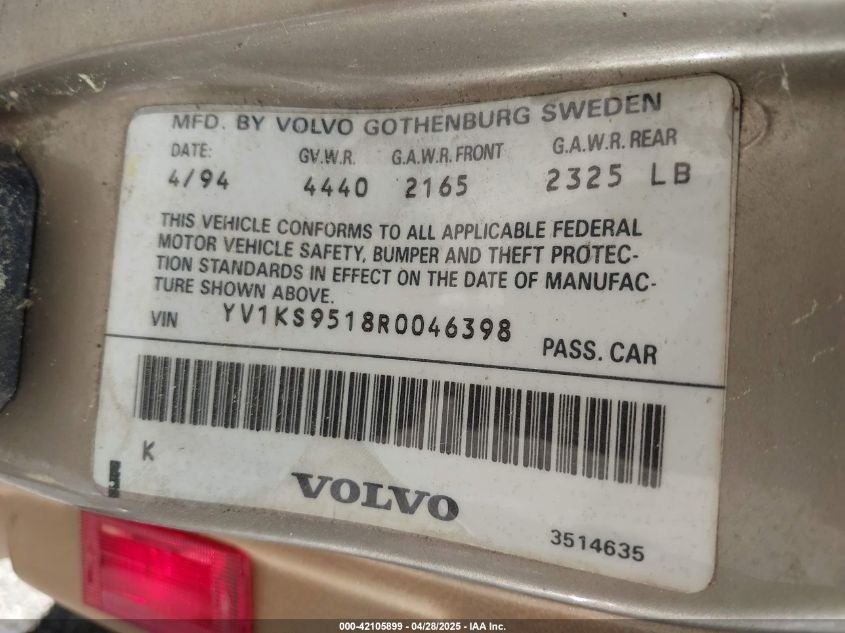 MFD. BY VOLVO GOTHENBURG SWEDEN
DATE: GV.W.R. G.A.W.R. FRONT G.A.W.R. REAR
4/94 4440 2165 2325 LB
THIS VEHICLE CONFORMS TO ALL APPLICABLE FEDERAL
MOTOR VEHICLE SAFETY, BUMPER AND THEFT PROTEC-
TION STANDARDS IN EFFECT ON THE DATE OF MANUFAC-
TURE SHOWN ABOVE.
VIN YV1KS9518R0046398 PASS. CAR
K
VOLVO
3514635
000-42105899 | 04/28/2025 - IAA Inc.